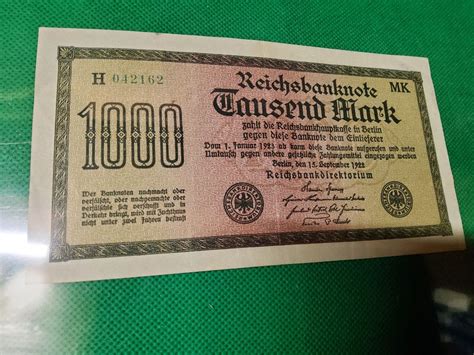 H 042162
Reichsbanknote
MK
1000
Tausend Mark
zahlt die Reichsbankhauptkasse in Berlin
gegen diese Banknote dem Einlieferer
Vom 1. Januar 1923 ab kann diese Banknote aufgerufen und unter
Umtausch gegen andere gesetzliche Zahlungsmittel eingezogen werden
Berlin, den 15. September 1922
Reichsbankdirektorium
Wer Banknoten nachmacht oder
verfälscht, oder nachgemachte oder
verfälschte sich verschafft und in
Verkehr bringt, wird mit Zuchthaus
nicht unter zwei Jahren bestraft